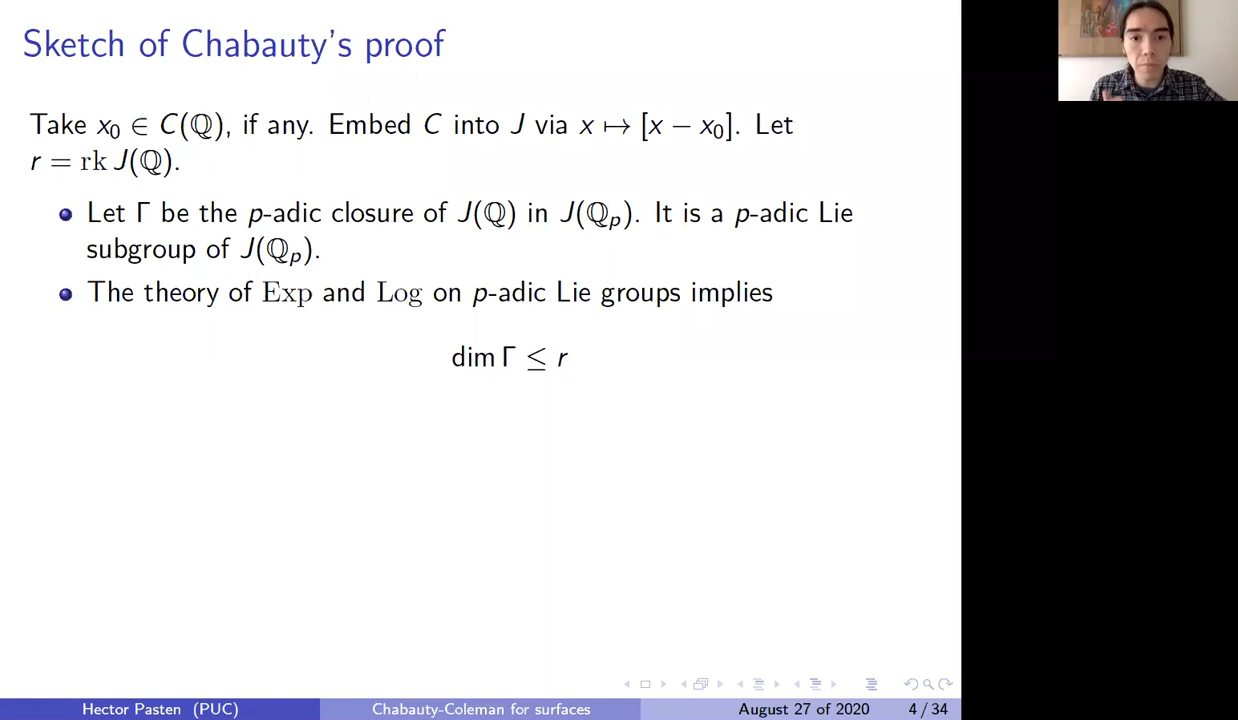 Sketch of Chabauty's proof
Take x₀ ∈ C(ℚ), if any. Embed C into J via x ↦ [x − x₀]. Let
r = rk J(ℚ).
Let Γ be the p-adic closure of J(ℚ) in J(ℚₚ). It is a p-adic Lie
subgroup of J(ℚₚ).
The theory of Exp and Log on p-adic Lie groups implies
dim Γ ≤ r
Hector Pasten (PUC) Chabauty-Coleman for surfaces August 27 of 2020 4 / 34